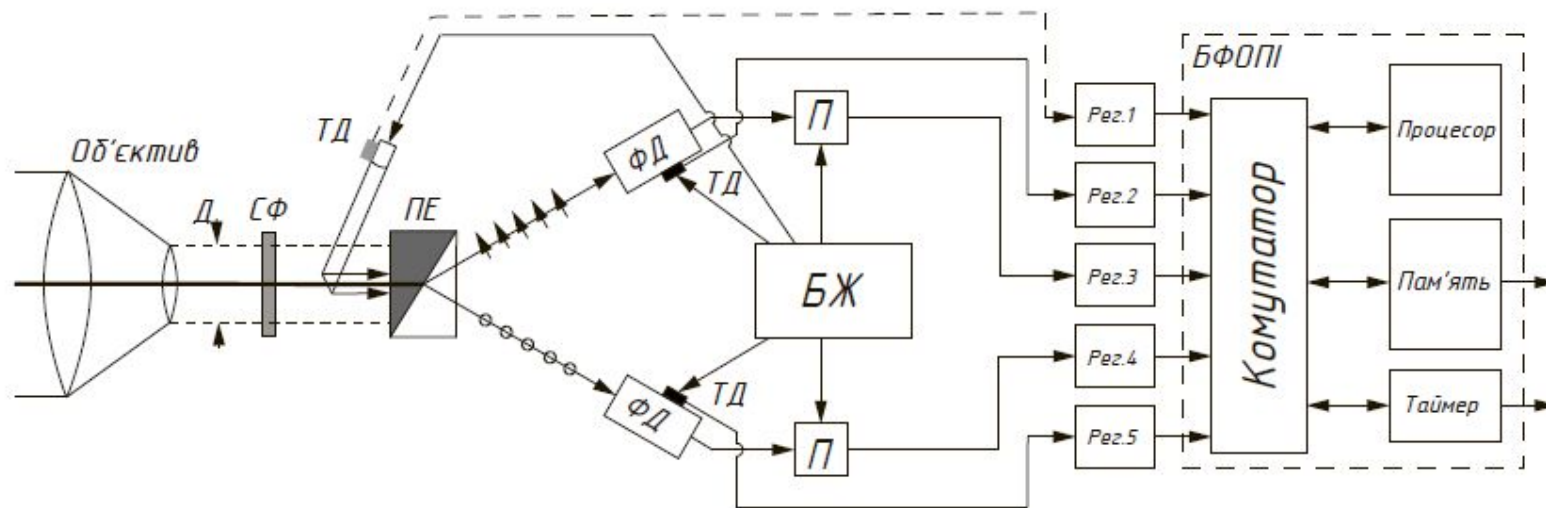 БФОПІ
ТД
Об'єктив
Д
СФ
ПЕ
ФД
ТД
П
БЖ
ФД
ТД
П
Рег.1
Рег.2
Рег.3
Рег.4
Рег.5
Комутатор
Процесор
Пам'ять
Таймер